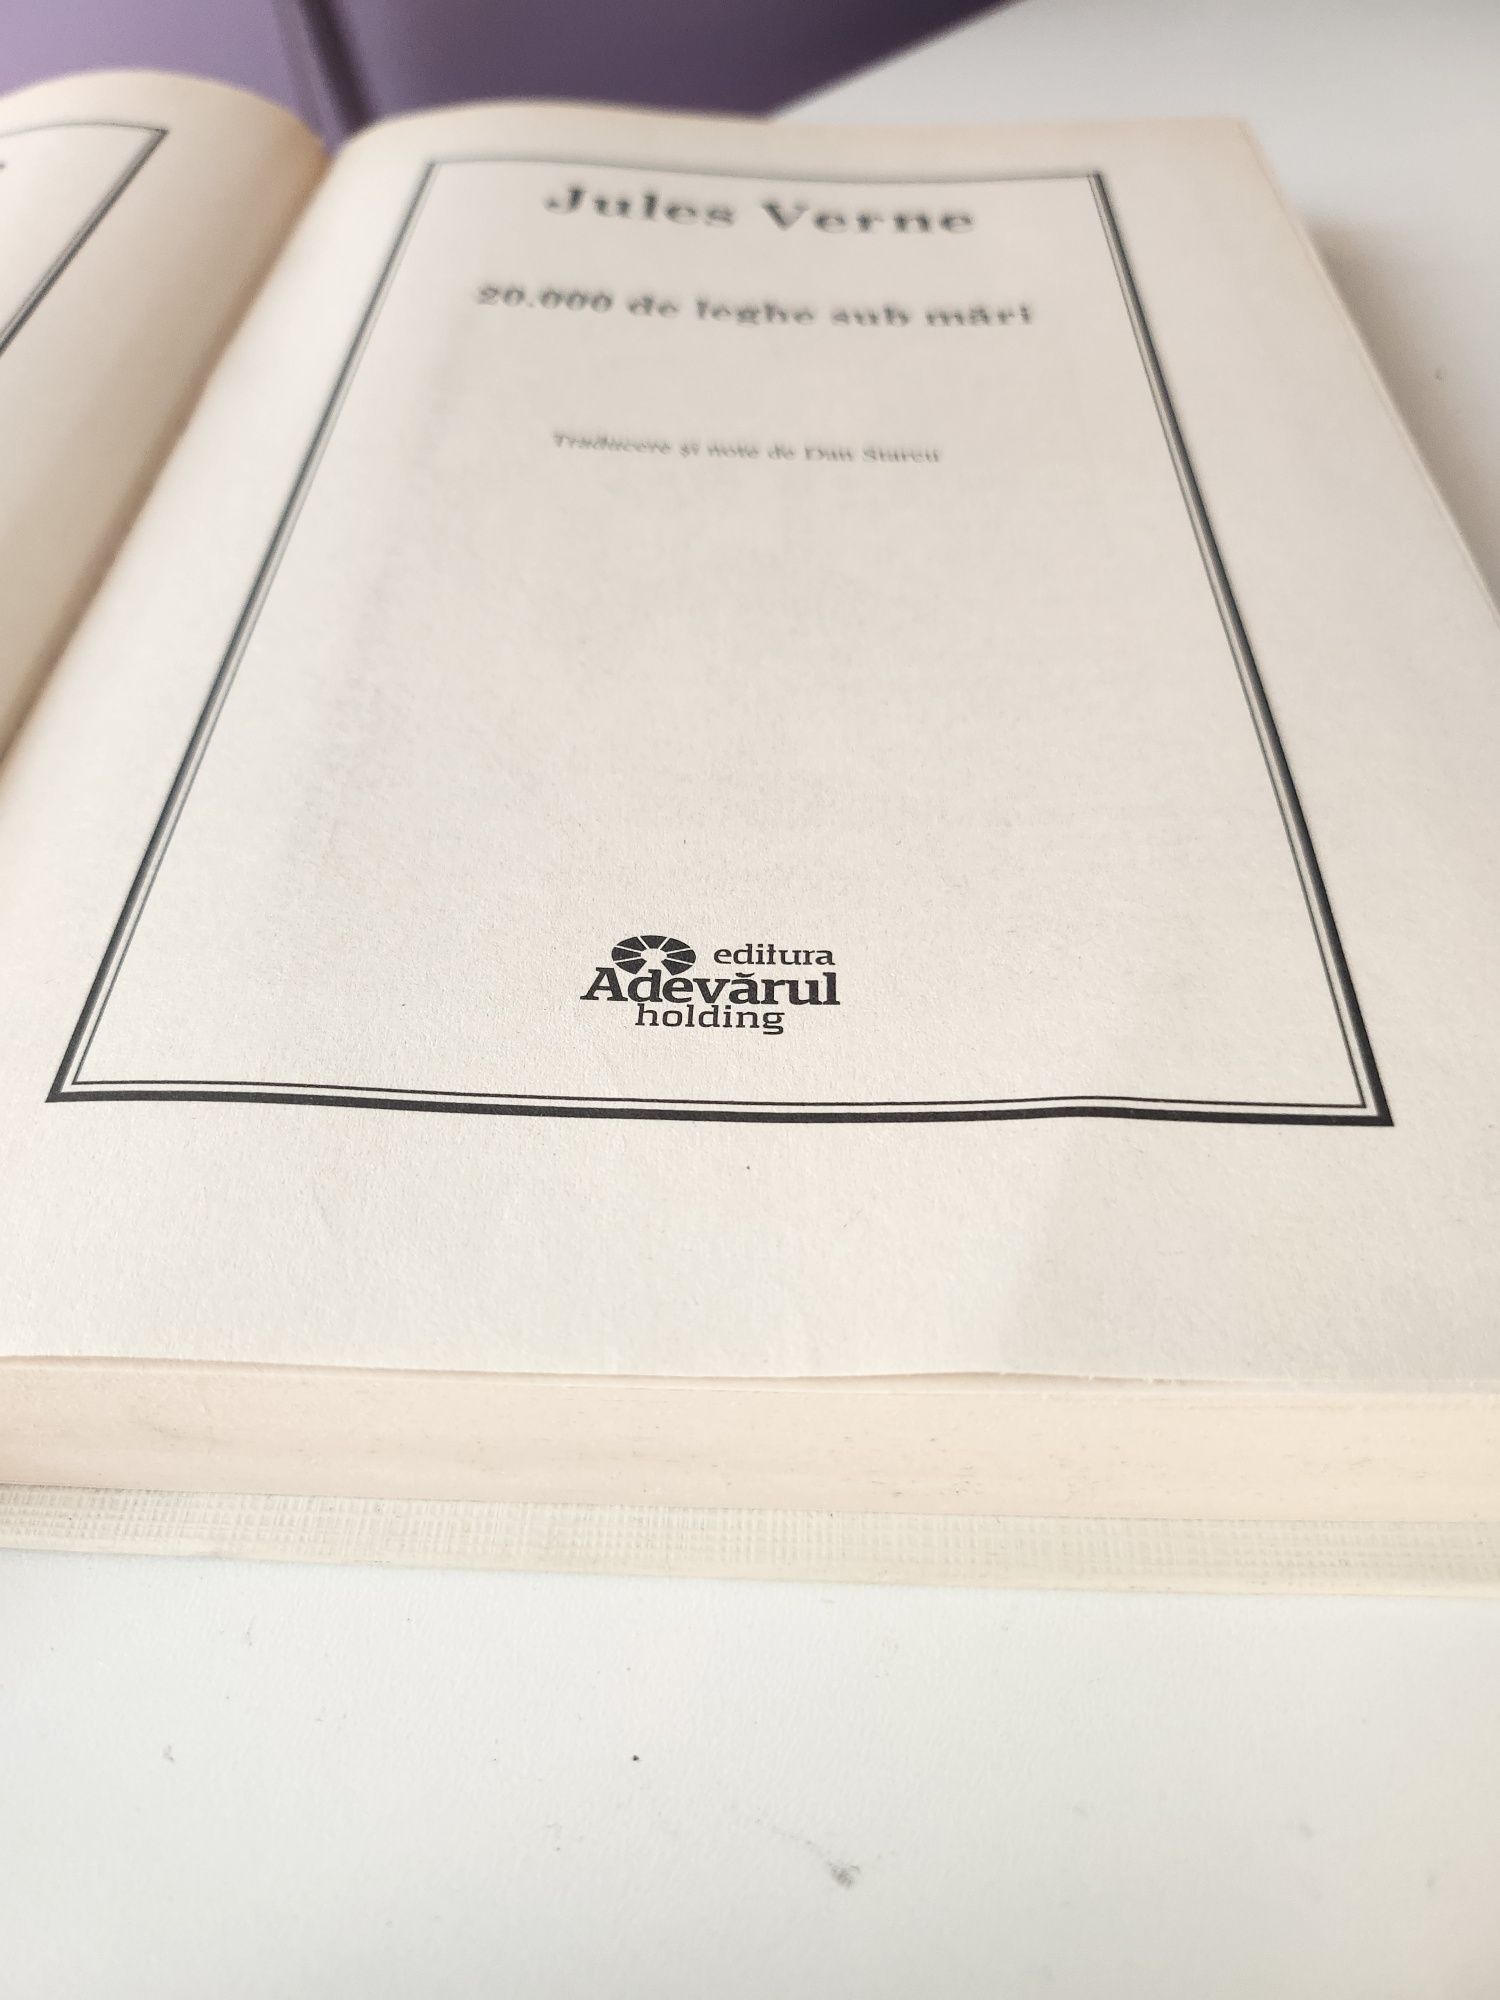 Jules Verne
20.000 de leghe sub mări
Traducere și note de Dan Starcu
editura
Adevărul
holding